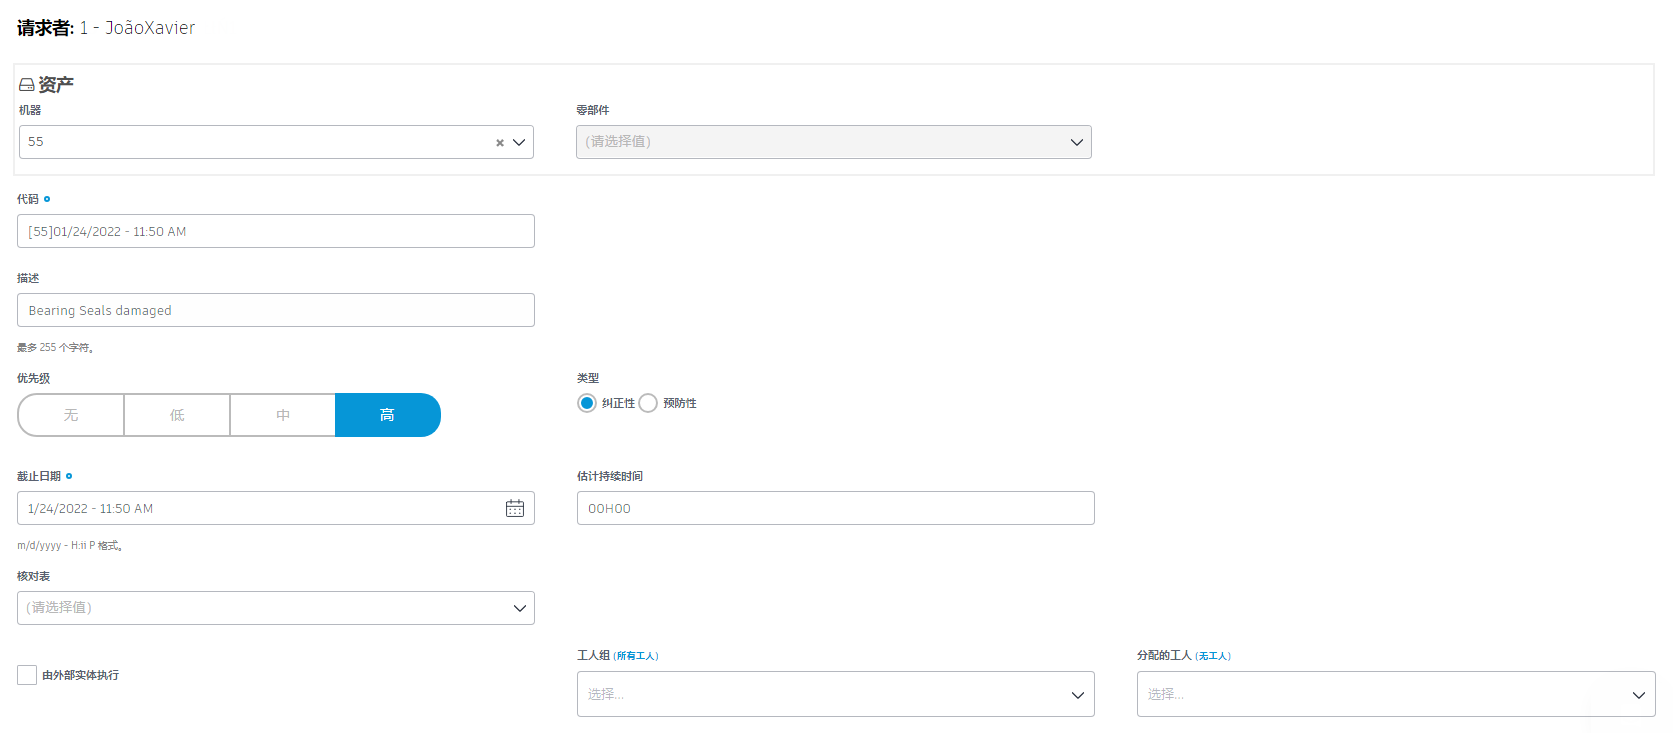 请求者: 1 - JoãoXavier
资产
机器
零部件
55
(请选择值)
代码
[55]01/24/2022 - 11:50 AM
描述
Bearing Seals damaged
最多 255 个字符。
优先级
类型
无
低
中
高
纠正性
预防性
截止日期
估计持续时间
1/24/2022 - 11:50 AM
00H00
m/d/yyyy - H:ii P 格式。
核对表
(请选择值)
工人组 (所有工人)
分配的工人 (无工人)
由外部实体执行
选择...
选择...